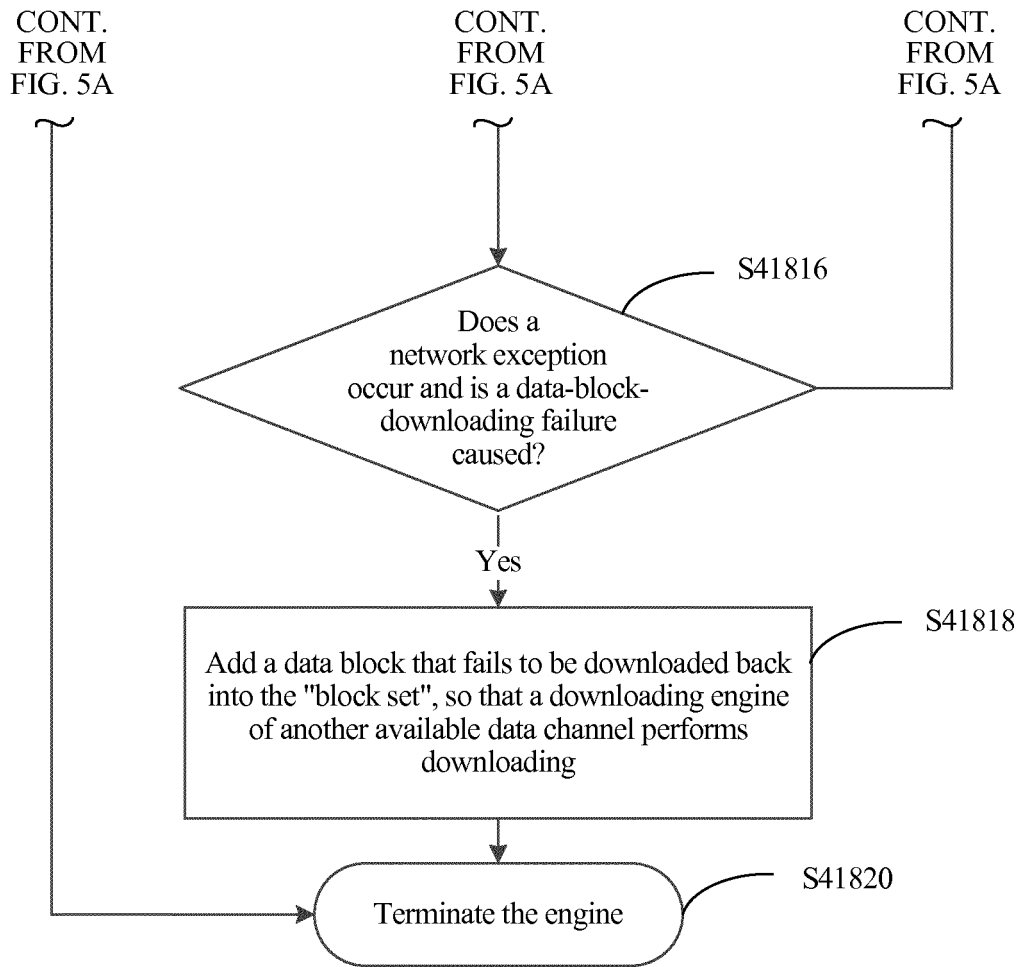 CONT.
FROM
FIG. 5A
CONT.
FROM
FIG. 5A
CONT.
FROM
FIG. 5A
S41816
Does a
network exception
occur and is a data-block-
downloading failure
caused?
Yes
S41818
Add a data block that fails to be downloaded back
into the "block set", so that a downloading engine
of another available data channel performs
downloading
S41820
Terminate the engine